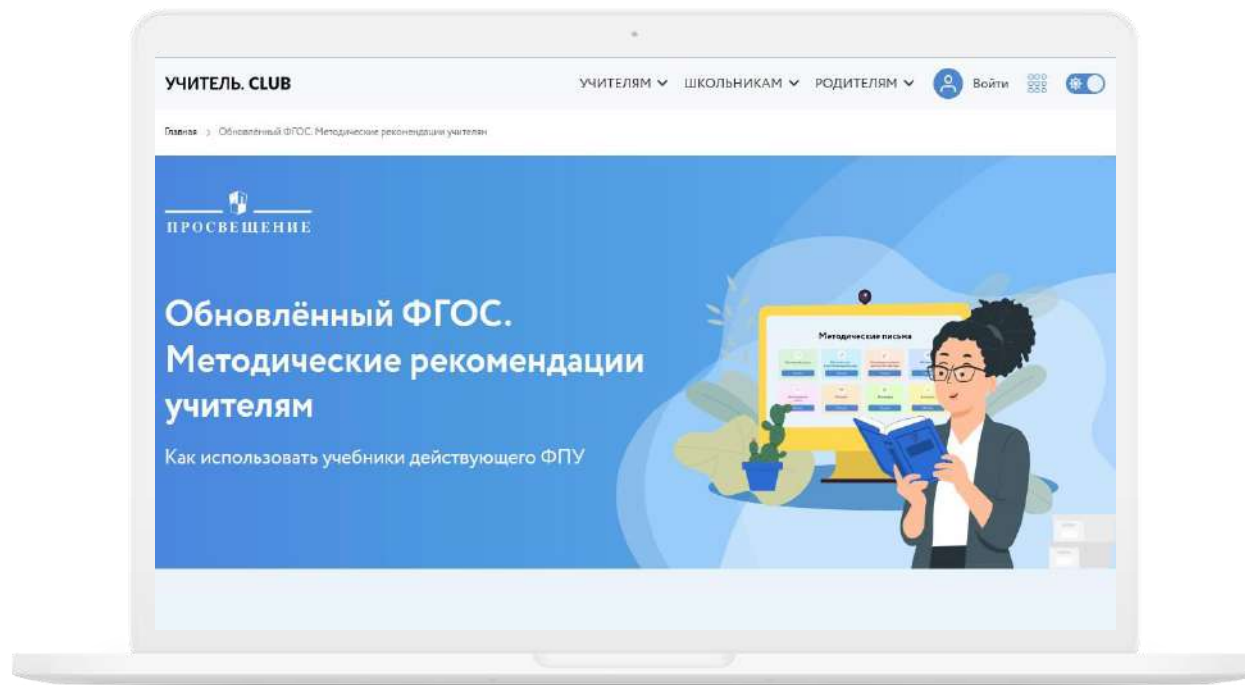 УЧИТЕЛЬ. CLUB
УЧИТЕЛЯМ ШКОЛЬНИКАМ РОДИТЕЛЯМ Войти
Главная > Обновлённый ФГОС. Методические рекомендации учителям
ПРОСВЕЩЕНИЕ
Обновлённый ФГОС.
Методические рекомендации
учителям
Как использовать учебники действующего ФПУ
Методические письма